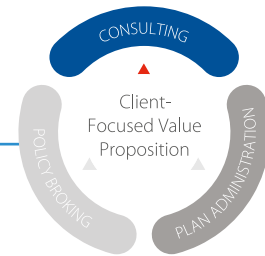 CONSULTING
Client-
Focused Value
Proposition
POLICY BROKING
PLAN ADMINISTRATION